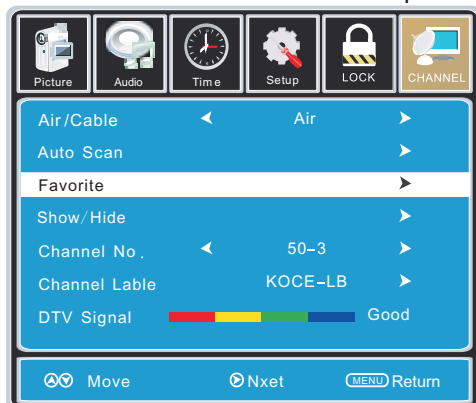 Picture Audio Time Setup LOCK CHANNEL
Air/Cable Air
Auto Scan
Favorite
Show/Hide
Channel No. 50-3
Channel Lable KOCE-LB
DTV Signal Good
Move Nxet MENU Return